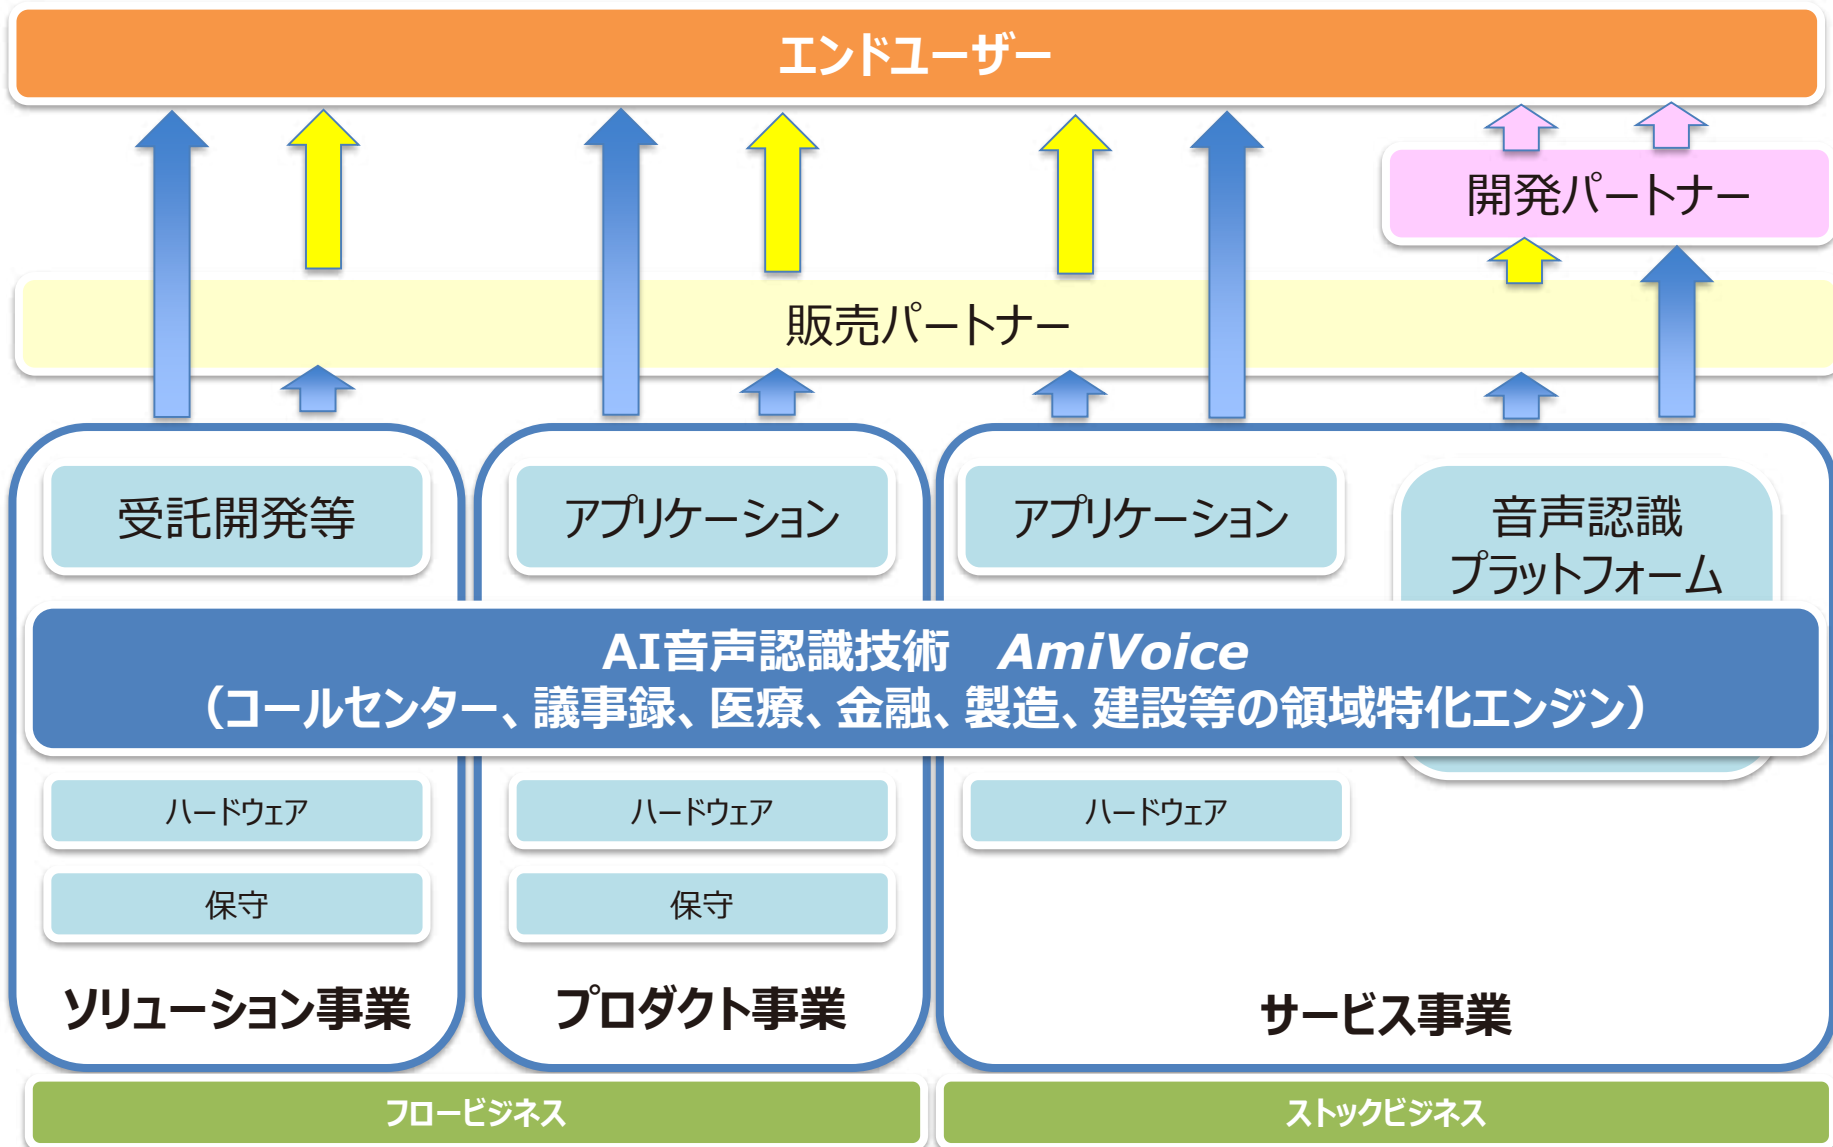 エンドユーザー
開発パートナー
販売パートナー
受託開発等
アプリケーション
アプリケーション
音声認識
プラットフォーム
AI音声認識技術　AmiVoice
（コールセンター、議事録、医療、金融、製造、建設等の領域特化エンジン）
ハードウェア
ハードウェア
ハードウェア
保守
保守
ソリューション事業
プロダクト事業
サービス事業
フロービジネス
ストックビジネス